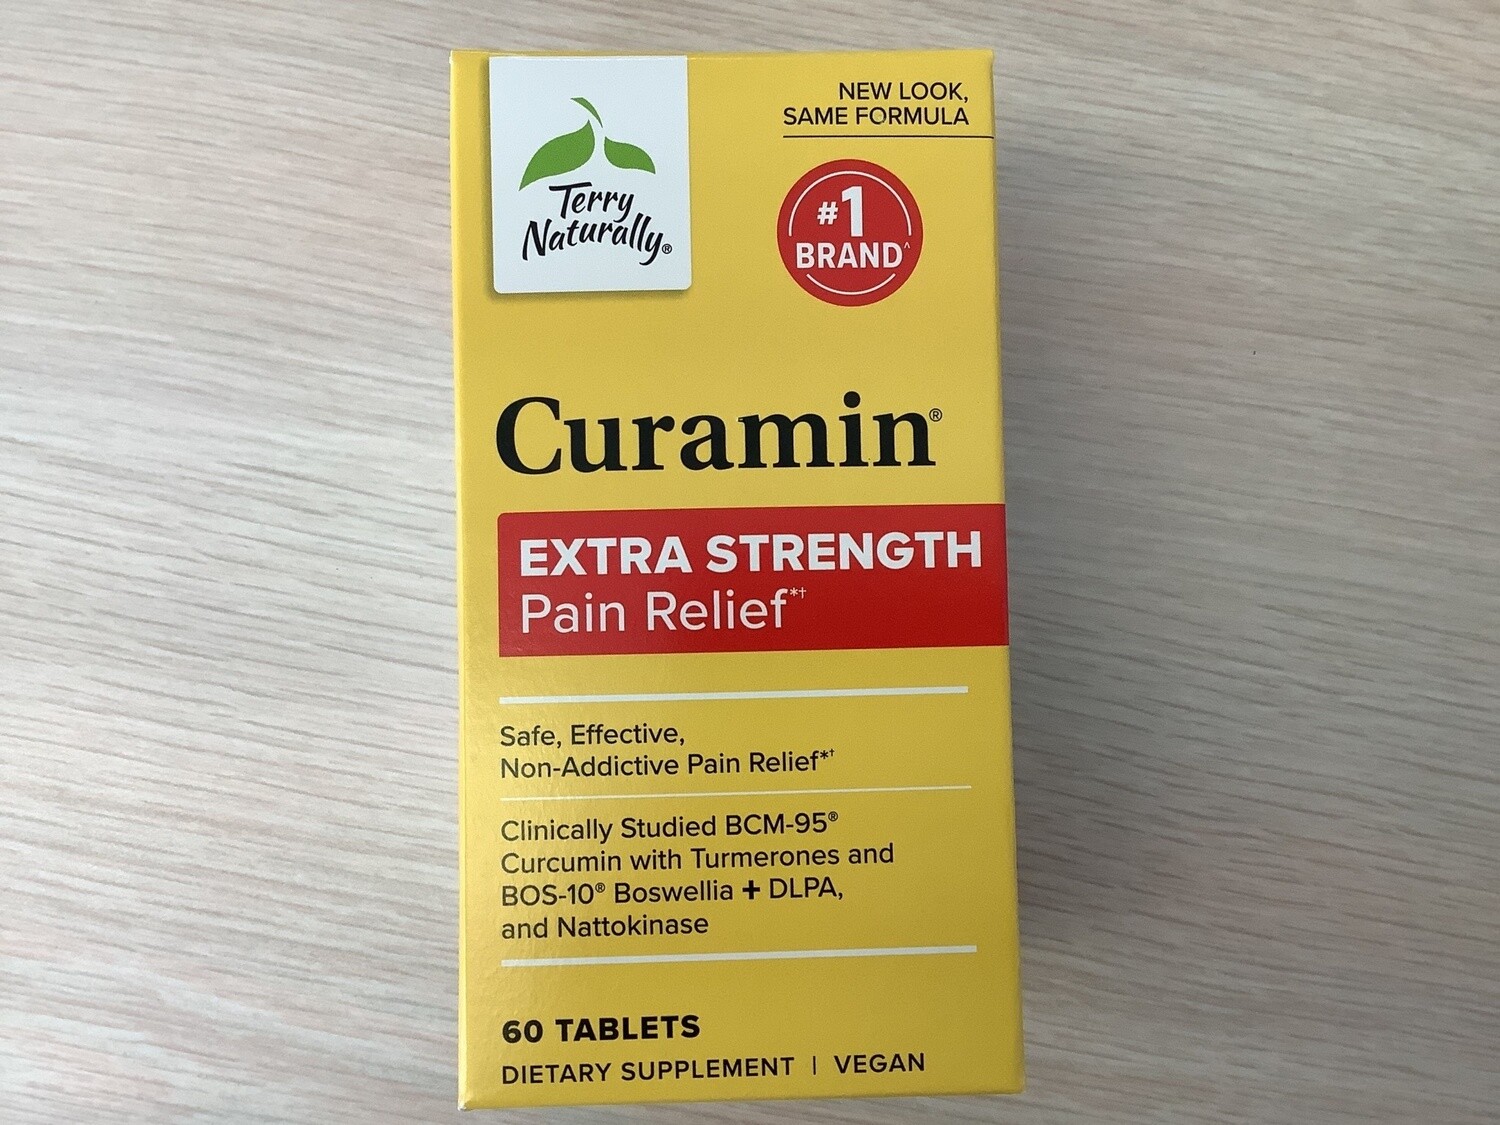 Terry
Naturally®
NEW LOOK,
SAME FORMULA
#1
BRAND^
Curamin®
EXTRA STRENGTH
Pain Relief*†
Safe, Effective,
Non-Addictive Pain Relief*†
Clinically Studied BCM-95®
Curcumin with Turmerones and
BOS-10® Boswellia + DLPA,
and Nattokinase
60 TABLETS
DIETARY SUPPLEMENT | VEGAN